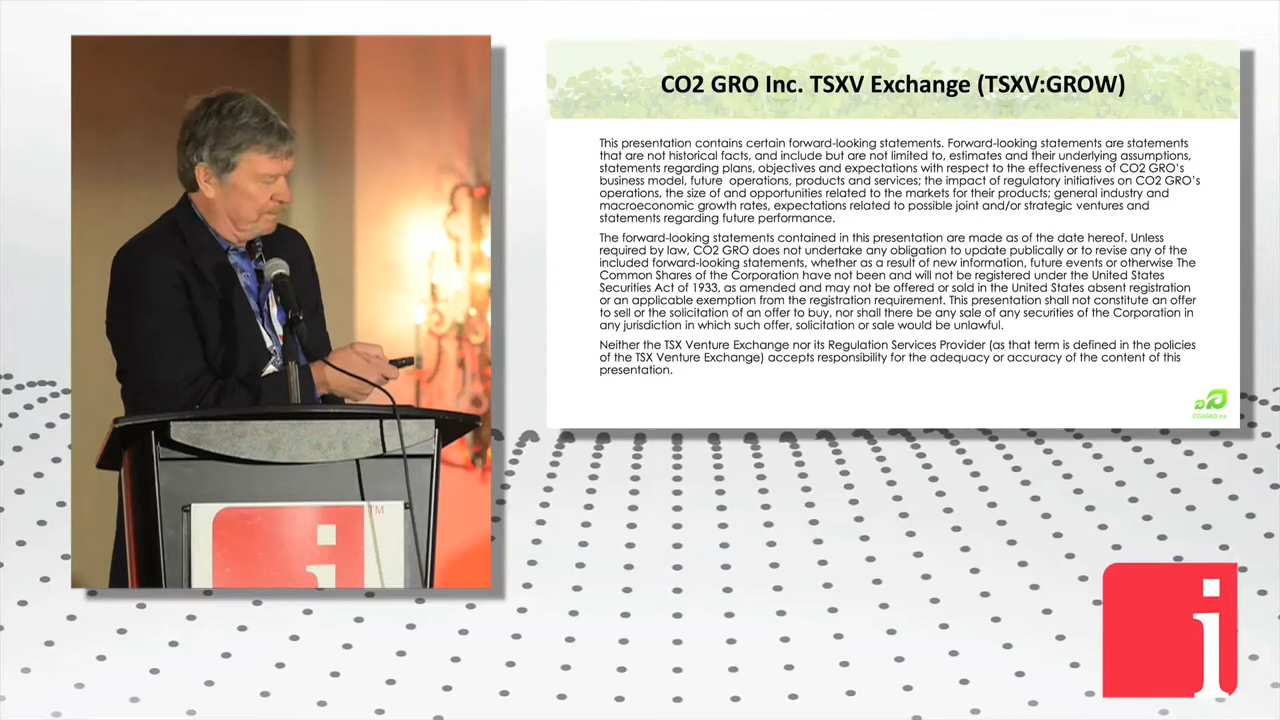 CO2 GRO Inc. TSXV Exchange (TSXV:GROW)
This presentation contains certain forward-looking statements. Forward-looking statements are statements
that are not historical facts, and include but are not limited to, estimates and their underlying assumptions,
statements regarding plans, objectives and expectations with respect to the effectiveness of CO2 GRO's
business model, future operations, products and services; the impact of regulatory initiatives on CO2 GRO's
operations, the size of and opportunities related to the markets for their products; general industry and
macroeconomic growth rates, expectations related to possible joint and/or strategic ventures and
statements regarding future performance.
The forward-looking statements contained in this presentation are made as of the date hereof. Unless
required by law, CO2 GRO does not undertake any obligation to update publically or to revise any of the
included forward-looking statements, whether as a result of new information, future events or otherwise The
Common Shares of the Corporation have not been and will not be registered under the United States
Securities Act of 1933, as amended and may not be offered or sold in the United States absent registration
or an applicable exemption from the registration requirement. This presentation shall not constitute an offer
to sell or the solicitation of an offer to buy, nor shall there be any sale of any securities of the Corporation in
any jurisdiction in which such offer, solicitation or sale would be unlawful.
Neither the TSX Venture Exchange nor its Regulation Services Provider (as that term is defined in the policies
of the TSX Venture Exchange) accepts responsibility for the adequacy or accuracy of the content of this
presentation.
CO2GRO Inc
i
TM
i